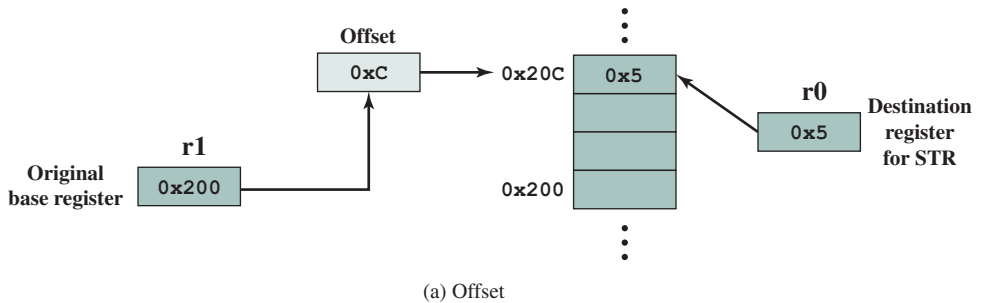 Offset
0xC
r1
Original
base register
0x200
0x20C
0x5
0x200
r0
0x5
Destination
register
for STR
(a) Offset